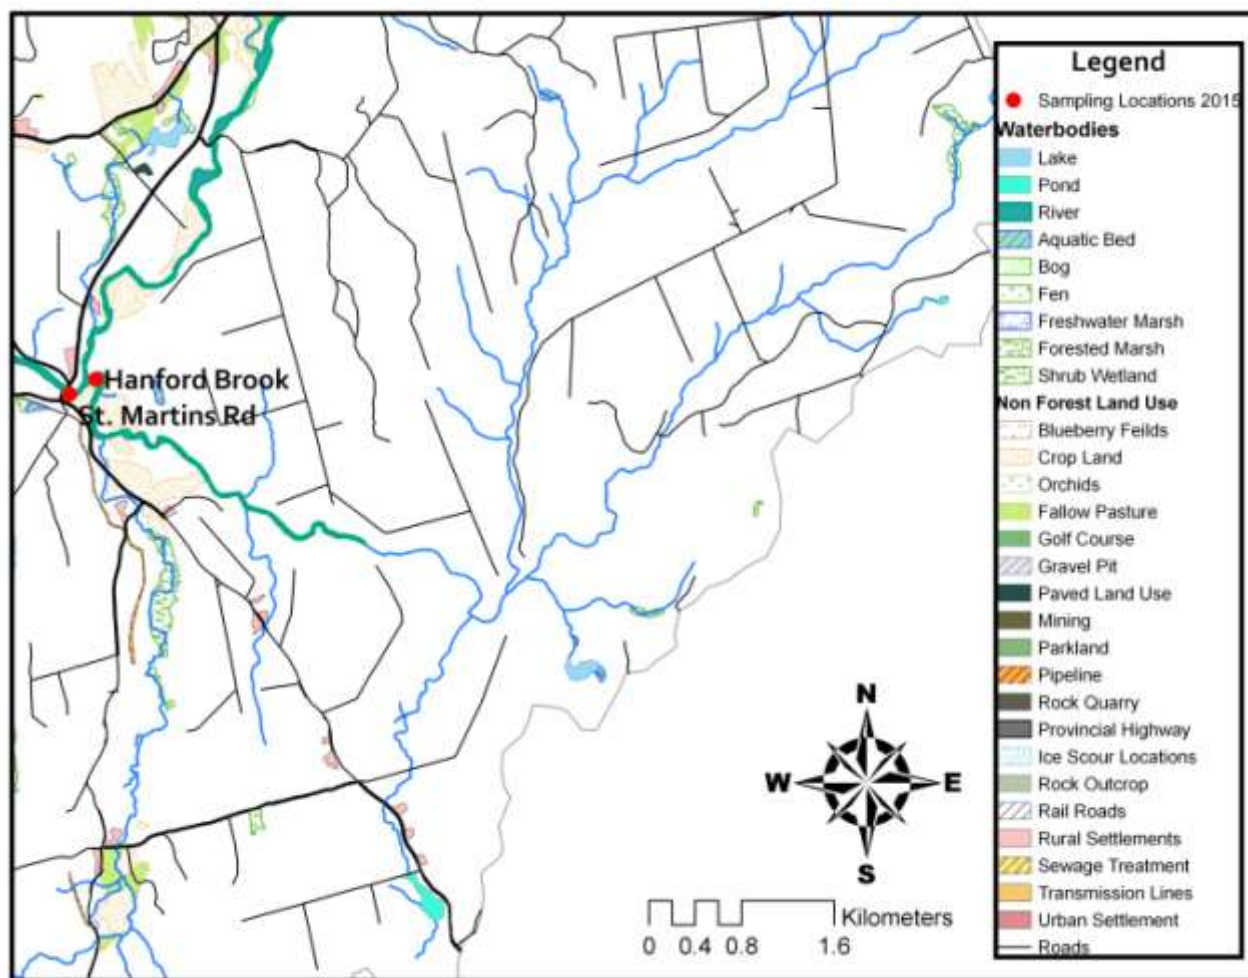 Legend
Sampling Locations 2015
Waterbodies
Lake
Pond
River
Aquatic Bed
Bog
Fen
Freshwater Marsh
Forested Marsh
Shrub Wetland
Non Forest Land Use
Blueberry Feilds
Crop Land
Orchids
Fallow Pasture
Golf Course
Gravel Pit
Paved Land Use
Mining
Parkland
Pipeline
Rock Quarry
Provincial Highway
Ice Scour Locations
Rock Outcrop
Rail Roads
Rural Settlements
Sewage Treatment
Transmission Lines
Urban Settlement
Roads
Hanford Brook
St. Martins Rd
N
W E
S
Kilometers
0 0.4 0.8 1.6